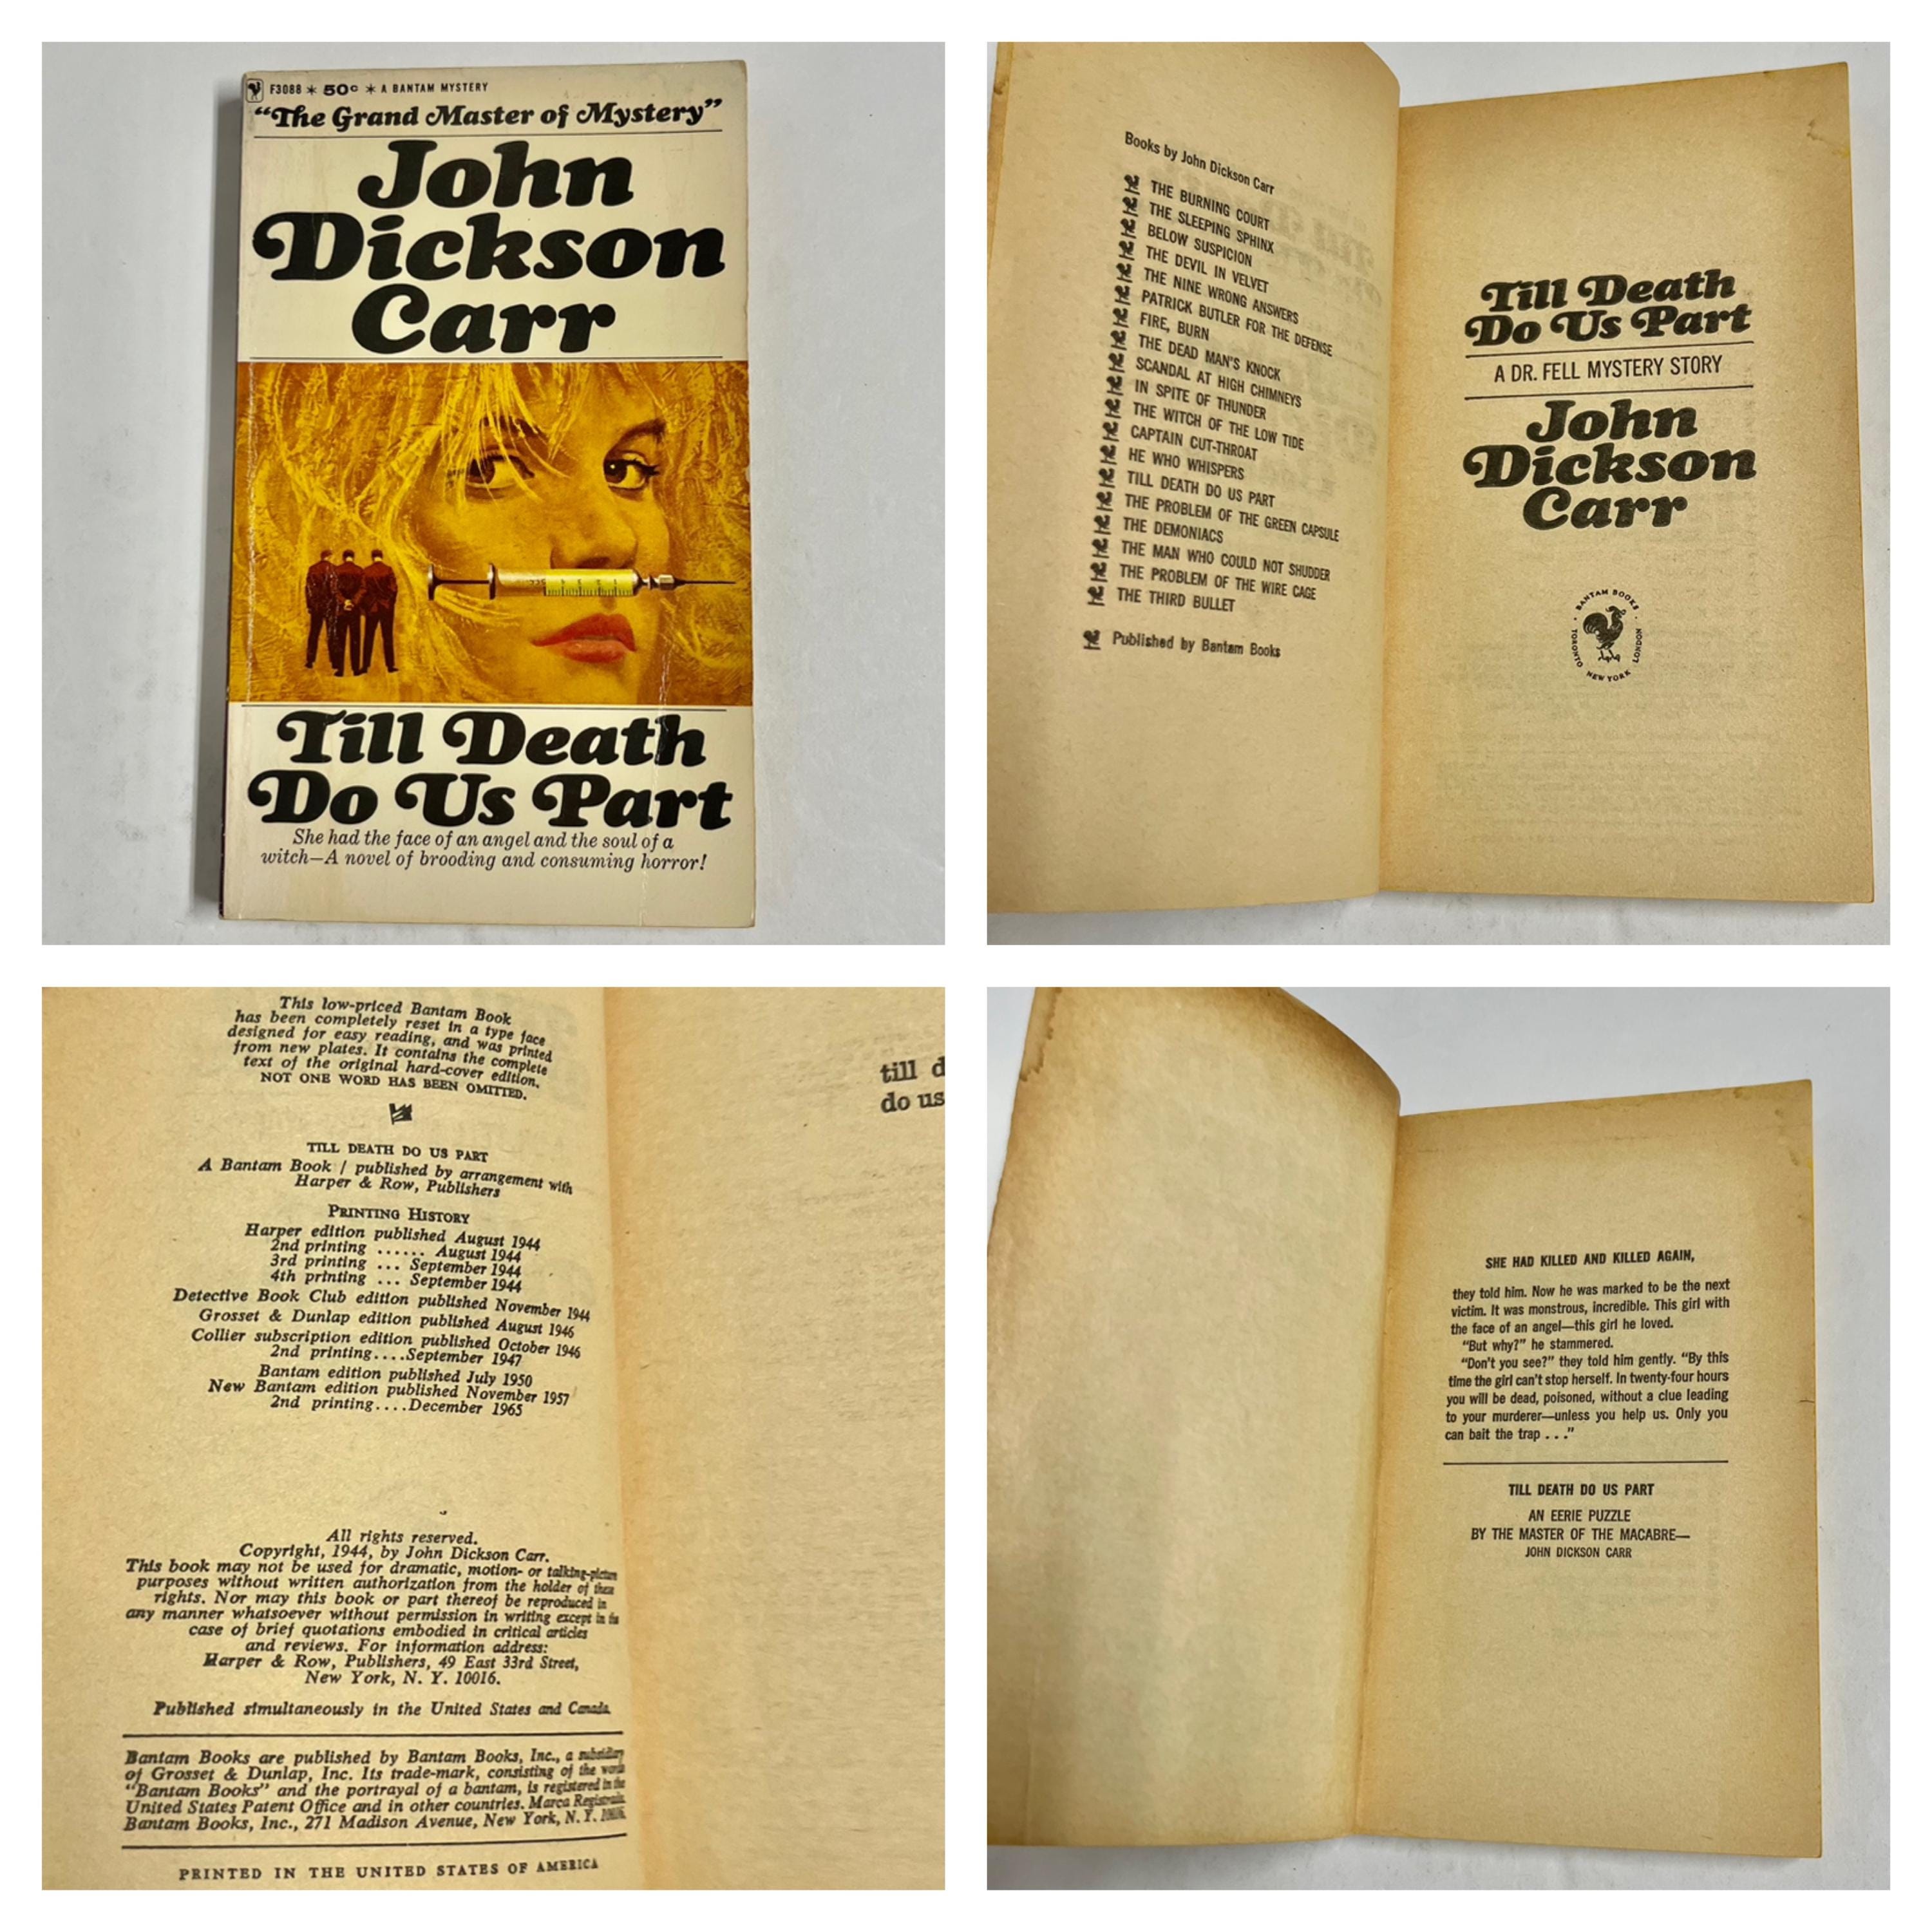 F3088 * 50¢ * A BANTAM MYSTERY
"The Grand Master of Mystery"
John
Dickson
Carr
Till Death
Do Us Part
She had the face of an angel and the soul of a
witch—A novel of brooding and consuming horror!
Books by John Dickson Carr
THE BURNING COURT
THE SLEEPING SPHINX
BELOW SUSPICION
THE DEVIL IN VELVET
THE NINE WRONG ANSWERS
PATRICK BUTLER FOR THE DEFENSE
FIRE, BURN
THE DEAD MAN'S KNOCK
SCANDAL AT HIGH CHIMNEYS
IN SPITE OF THUNDER
THE WITCH OF THE LOW TIDE
CAPTAIN CUT-THROAT
HE WHO WHISPERS
TILL DEATH DO US PART
THE PROBLEM OF THE GREEN CAPSULE
THE DEMONIACS
THE MAN WHO COULD NOT SHUDDER
THE PROBLEM OF THE WIRE CAGE
THE THIRD BULLET
Published by Bantam Books
Till Death
Do Us Part
A DR. FELL MYSTERY STORY
John
Dickson
Carr
BANTAM BOOKS
TORONTO · NEW YORK · LONDON
This low-priced Bantam Book
has been completely reset in a type face
designed for easy reading, and was printed
from new plates. It contains the complete
text of the original hard-cover edition.
NOT ONE WORD HAS BEEN OMITTED.
TILL DEATH DO US PART
A Bantam Book / published by arrangement with
Harper & Row, Publishers
PRINTING HISTORY
Harper edition published August 1944
2nd printing ...... August 1944
3rd printing ... September 1944
4th printing ... September 1944
Detective Book Club edition published November 1944
Grosset & Dunlap edition published August 1946
Collier subscription edition published October 1946
2nd printing....September 1947
Bantam edition published July 1950
New Bantam edition published November 1957
2nd printing....December 1965
All rights reserved.
Copyright, 1944, by John Dickson Carr.
This book may not be used for dramatic, motion- or talking-picture
purposes without written authorization from the holder of these
rights. Nor may this book or part thereof be reproduced in
any manner whatsoever without permission in writing except in the
case of brief quotations embodied in critical articles
and reviews. For information address:
Harper & Row, Publishers, 49 East 33rd Street,
New York, N. Y. 10016.
Published simultaneously in the United States and Canada.
Bantam Books are published by Bantam Books, Inc., a subsidiary
of Grosset & Dunlap, Inc. Its trade-mark, consisting of the words
"Bantam Books" and the portrayal of a bantam, is registered in the
United States Patent Office and in other countries. Marca Registrada.
Bantam Books, Inc., 271 Madison Avenue, New York, N. Y. 10016.
PRINTED IN THE UNITED STATES OF AMERICA
till d
do us
SHE HAD KILLED AND KILLED AGAIN,
they told him. Now he was marked to be the next
victim. It was monstrous, incredible. This girl with
the face of an angel—this girl he loved.
"But why?" he stammered.
"Don't you see?" they told him gently. "By this
time the girl can't stop herself. In twenty-four hours
you will be dead, poisoned, without a clue leading
to your murderer—unless you help us. Only you
can bait the trap . . ."
TILL DEATH DO US PART
AN EERIE PUZZLE
BY THE MASTER OF THE MACABRE—
JOHN DICKSON CARR